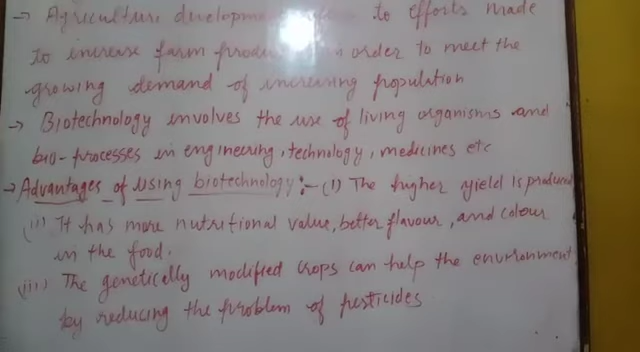 → Agriculture development to efforts made
to increase farm order to meet the
growing demand of increasing population
→ Biotechnology involves the use of living organisms and
bio-processes in engineering, technology, medicines etc
→ Advantages of using biotechnology:- (i) The higher yield is produced
(ii) It has more nutritional value, better flavour, and colour
in the food.
(iii) The genetically modified crops can help the environment
by reducing the problem of pesticides